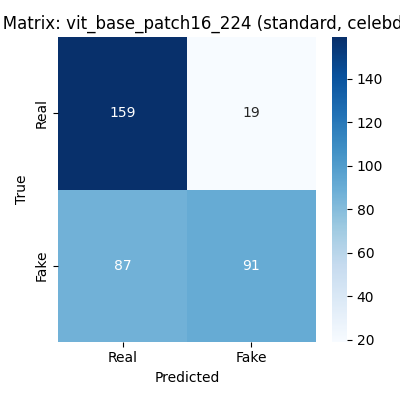 Matrix: vit_base_patch16_224 (standard, celebd
159 19
87 91
Real
Fake
True
Real Fake
Predicted
140
120
100
80
60
40
20